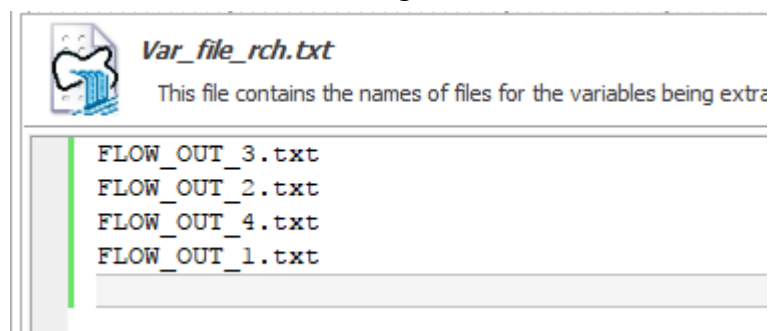 Var_file_rch.txt
This file contains the names of files for the variables being extra
FLOW_OUT_3.txt
FLOW_OUT_2.txt
FLOW_OUT_4.txt
FLOW_OUT_1.txt